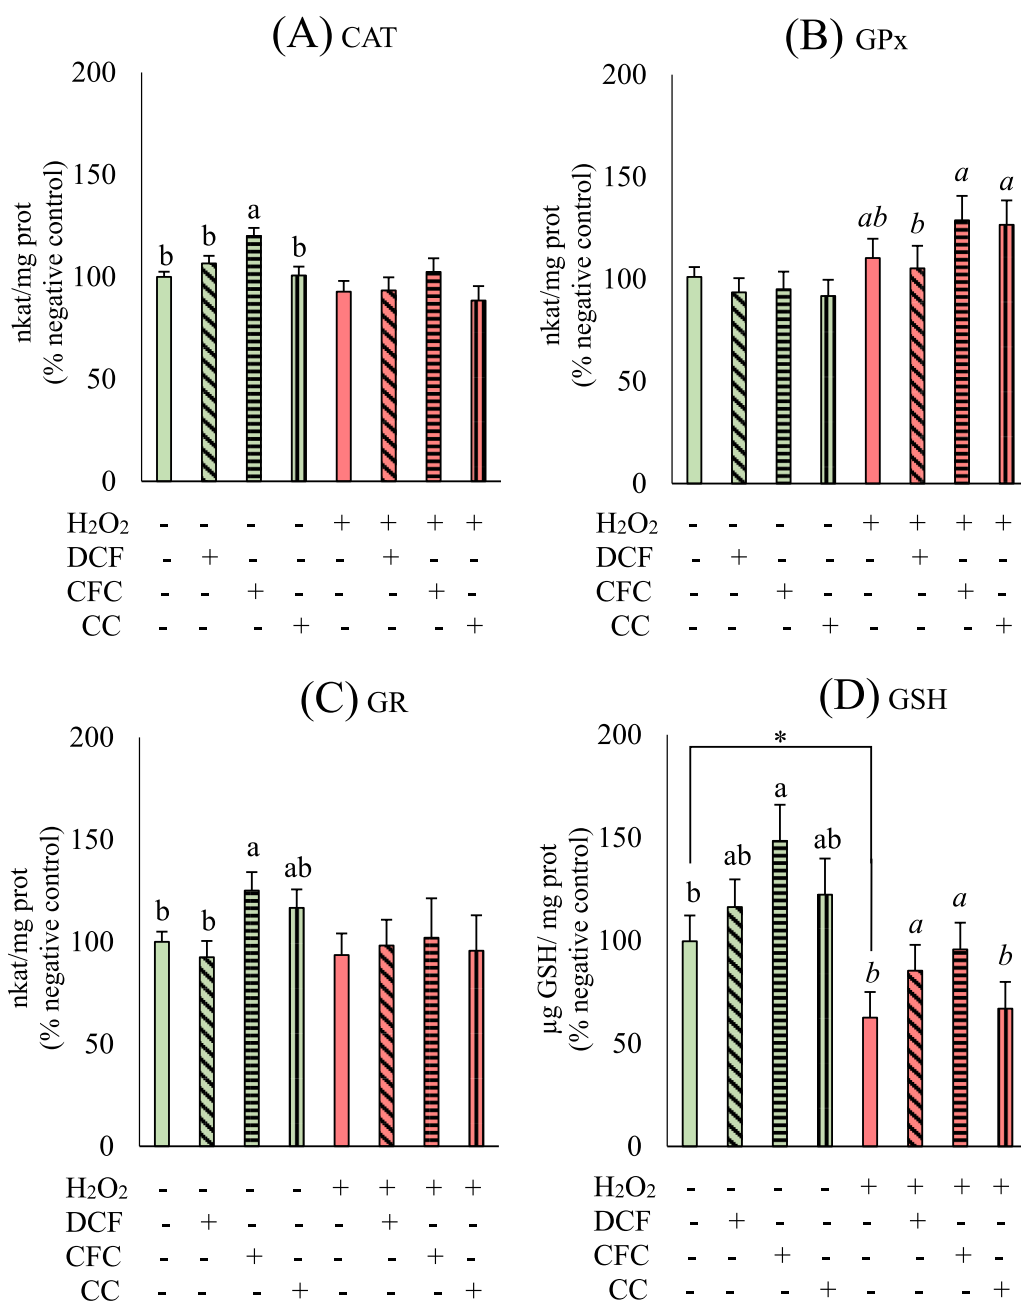 (A) CAT
200
150
100
50
0
nkat/mg prot
(% negative control)
b b a b
H₂O₂ - - - - + + + +
DCF - + - - - + - -
CFC - - + - - - + -
CC - - - + - - - +
(B) GPx
200
150
100
50
0
nkat/mg prot
(% negative control)
ab b a a
H₂O₂ - - - - + + + +
DCF - + - - - + - -
CFC - - + - - - + -
CC - - - + - - - +
(C) GR
200
150
100
50
0
nkat/mg prot
(% negative control)
b b a ab
H₂O₂ - - - - + + + +
DCF - + - - - + - -
CFC - - + - - - + -
CC - - - + - - - +
(D) GSH
200
150
100
50
0
µg GSH/ mg prot
(% negative control)
*
b ab a ab b a a b
H₂O₂ - - - - + + + +
DCF - + - - - + - -
CFC - - + - - - + -
CC - - - + - - - +